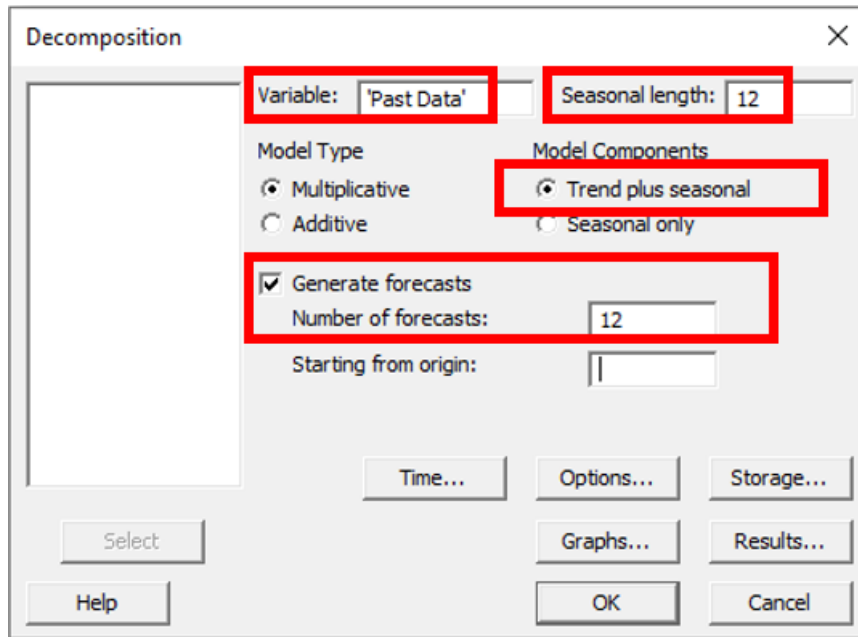 Decomposition
Variable: 'Past Data' Seasonal length: 12
Model Type Model Components
Multiplicative Trend plus seasonal
Additive Seasonal only
Generate forecasts
Number of forecasts: 12
Starting from origin:
Time... Options... Storage...
Select Graphs... Results...
Help OK Cancel